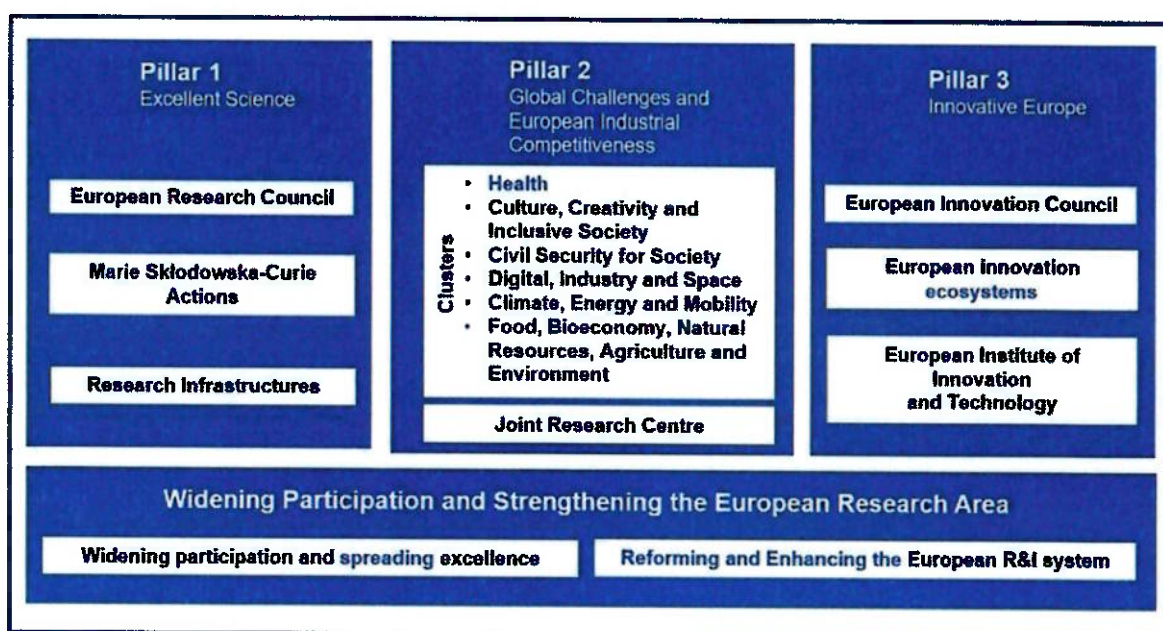 Pillar 1
Excellent Science
European Research Council
Marie Skłodowska-Curie
Actions
Research Infrastructures
Pillar 2
Global Challenges and
European Industrial
Competitiveness
Clusters
• Health
• Culture, Creativity and
Inclusive Society
• Civil Security for Society
• Digital, Industry and Space
• Climate, Energy and Mobility
• Food, Bioeconomy, Natural
Resources, Agriculture and
Environment
Joint Research Centre
Pillar 3
Innovative Europe
European Innovation Council
European innovation
ecosystems
European Institute of
Innovation
and Technology
Widening Participation and Strengthening the European Research Area
Widening participation and spreading excellence
Reforming and Enhancing the European R&I system